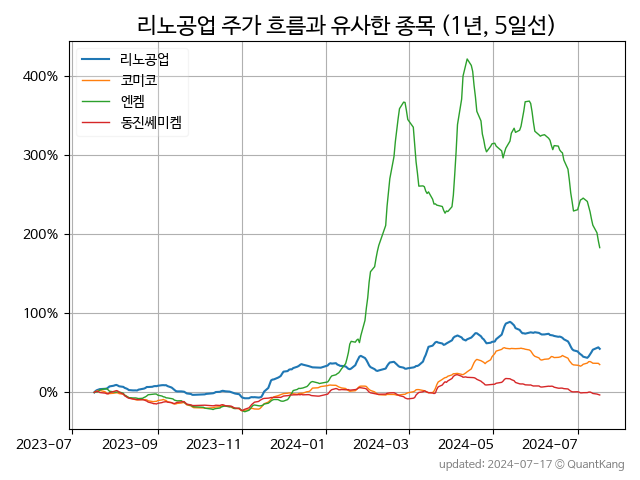 리노공업 주가 흐름과 유사한 종목 (1년, 5일선)
리노공업
코미코
엔켐
동진쎄미켐
400%
300%
200%
100%
0%
2023-07 2023-09 2023-11 2024-01 2024-03 2024-05 2024-07
updated: 2024-07-17 © QuantKang